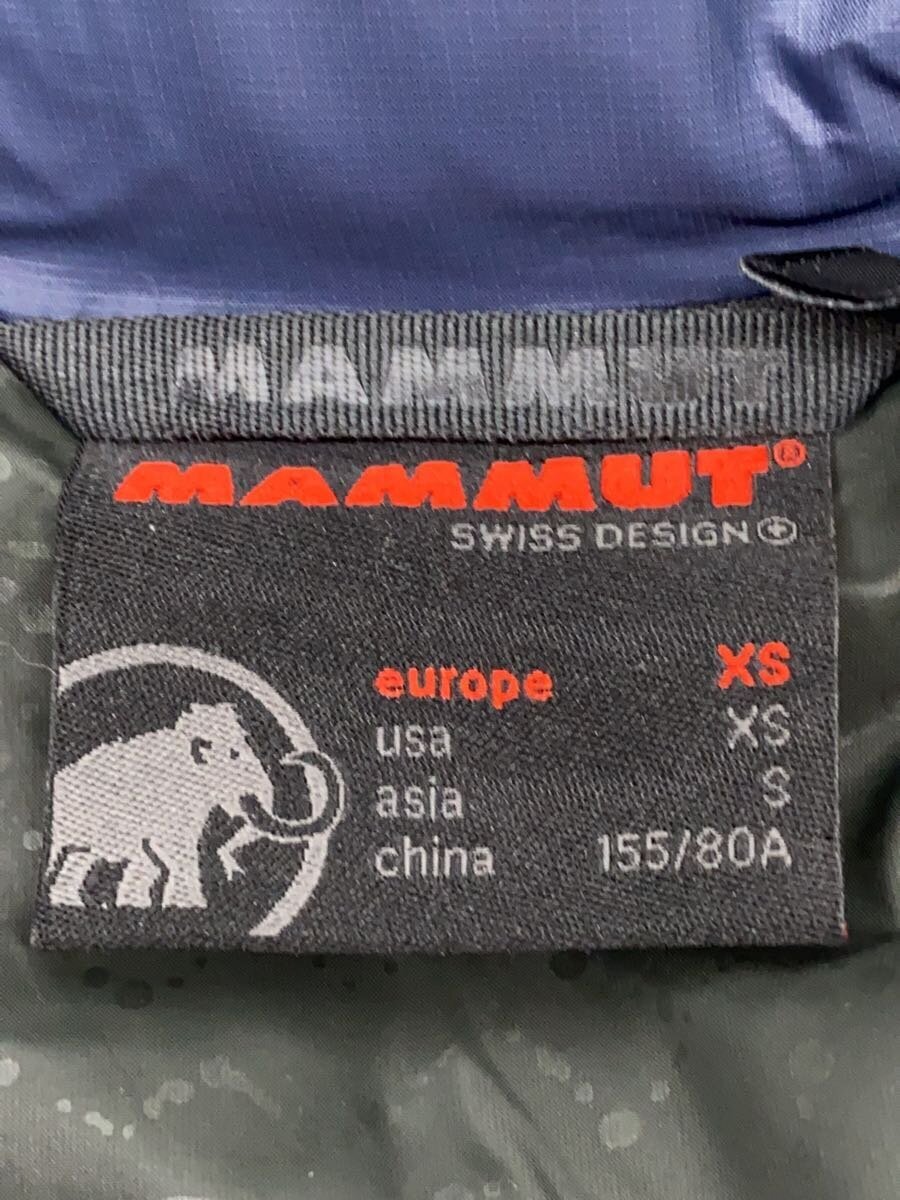 MAMMUT
MAMMUT®
SWISS DESIGN
europe XS
usa XS
asia S
china 155/80A